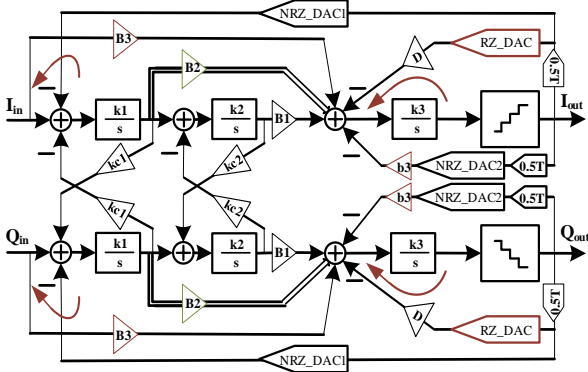 NRZ_DAC1
B3
D
RZ_DAC
B2
0.5T
I_in
k1
s
k2
s
B1
k3
s
I_out
kc1
kc2
b3
NRZ_DAC2
0.5T
kc1
kc2
b3
NRZ_DAC2
0.5T
Q_in
k1
s
k2
s
B1
k3
s
Q_out
B2
0.5T
D
RZ_DAC
B3
NRZ_DAC1